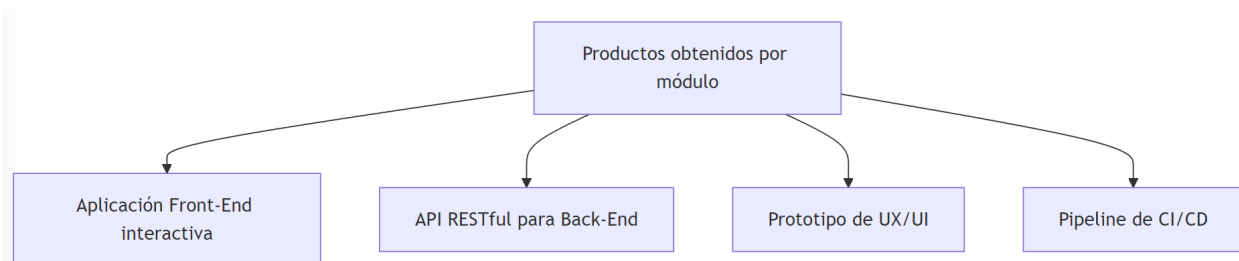 Productos obtenidos por
módulo
Aplicación Front-End
interactiva
API RESTful para Back-End
Prototipo de UX/UI
Pipeline de CI/CD